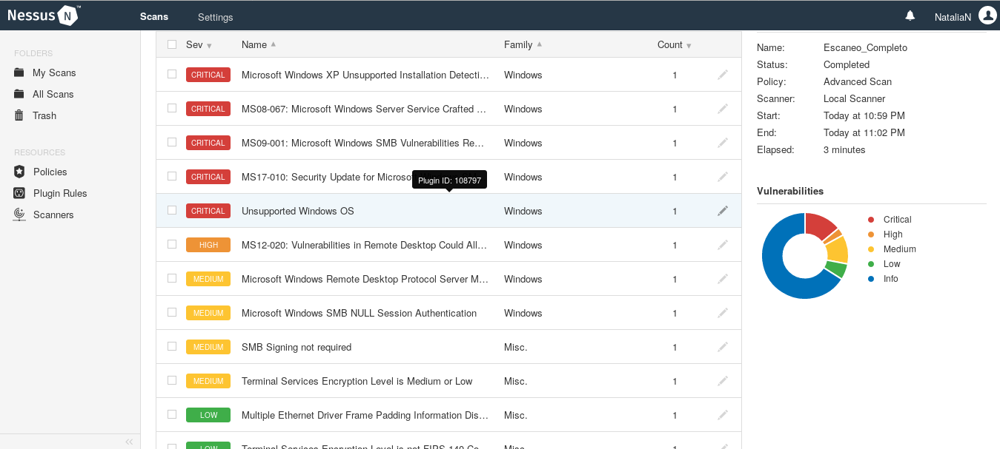 Nessus N ™ Scans Settings NataliaN
FOLDERS
My Scans
All Scans
Trash
RESOURCES
Policies
Plugin Rules
Scanners
Sev Name Family Count
CRITICAL Microsoft Windows XP Unsupported Installation Detecti… Windows 1
CRITICAL MS08-067: Microsoft Windows Server Service Crafted … Windows 1
CRITICAL MS09-001: Microsoft Windows SMB Vulnerabilities Re… Windows 1
CRITICAL MS17-010: Security Update for Microsof Windows 1
Plugin ID: 108797
CRITICAL Unsupported Windows OS Windows 1
HIGH MS12-020: Vulnerabilities in Remote Desktop Could All… Windows 1
MEDIUM Microsoft Windows Remote Desktop Protocol Server M… Windows 1
MEDIUM Microsoft Windows SMB NULL Session Authentication Windows 1
MEDIUM SMB Signing not required Misc. 1
MEDIUM Terminal Services Encryption Level is Medium or Low Misc. 1
LOW Multiple Ethernet Driver Frame Padding Information Dis… Misc. 1
LOW Terminal Services Encryption Level is not FIPS-140 Co… Misc. 1
Name: Escaneo_Completo
Status: Completed
Policy: Advanced Scan
Scanner: Local Scanner
Start: Today at 10:59 PM
End: Today at 11:02 PM
Elapsed: 3 minutes
Vulnerabilities
Critical
High
Medium
Low
Info